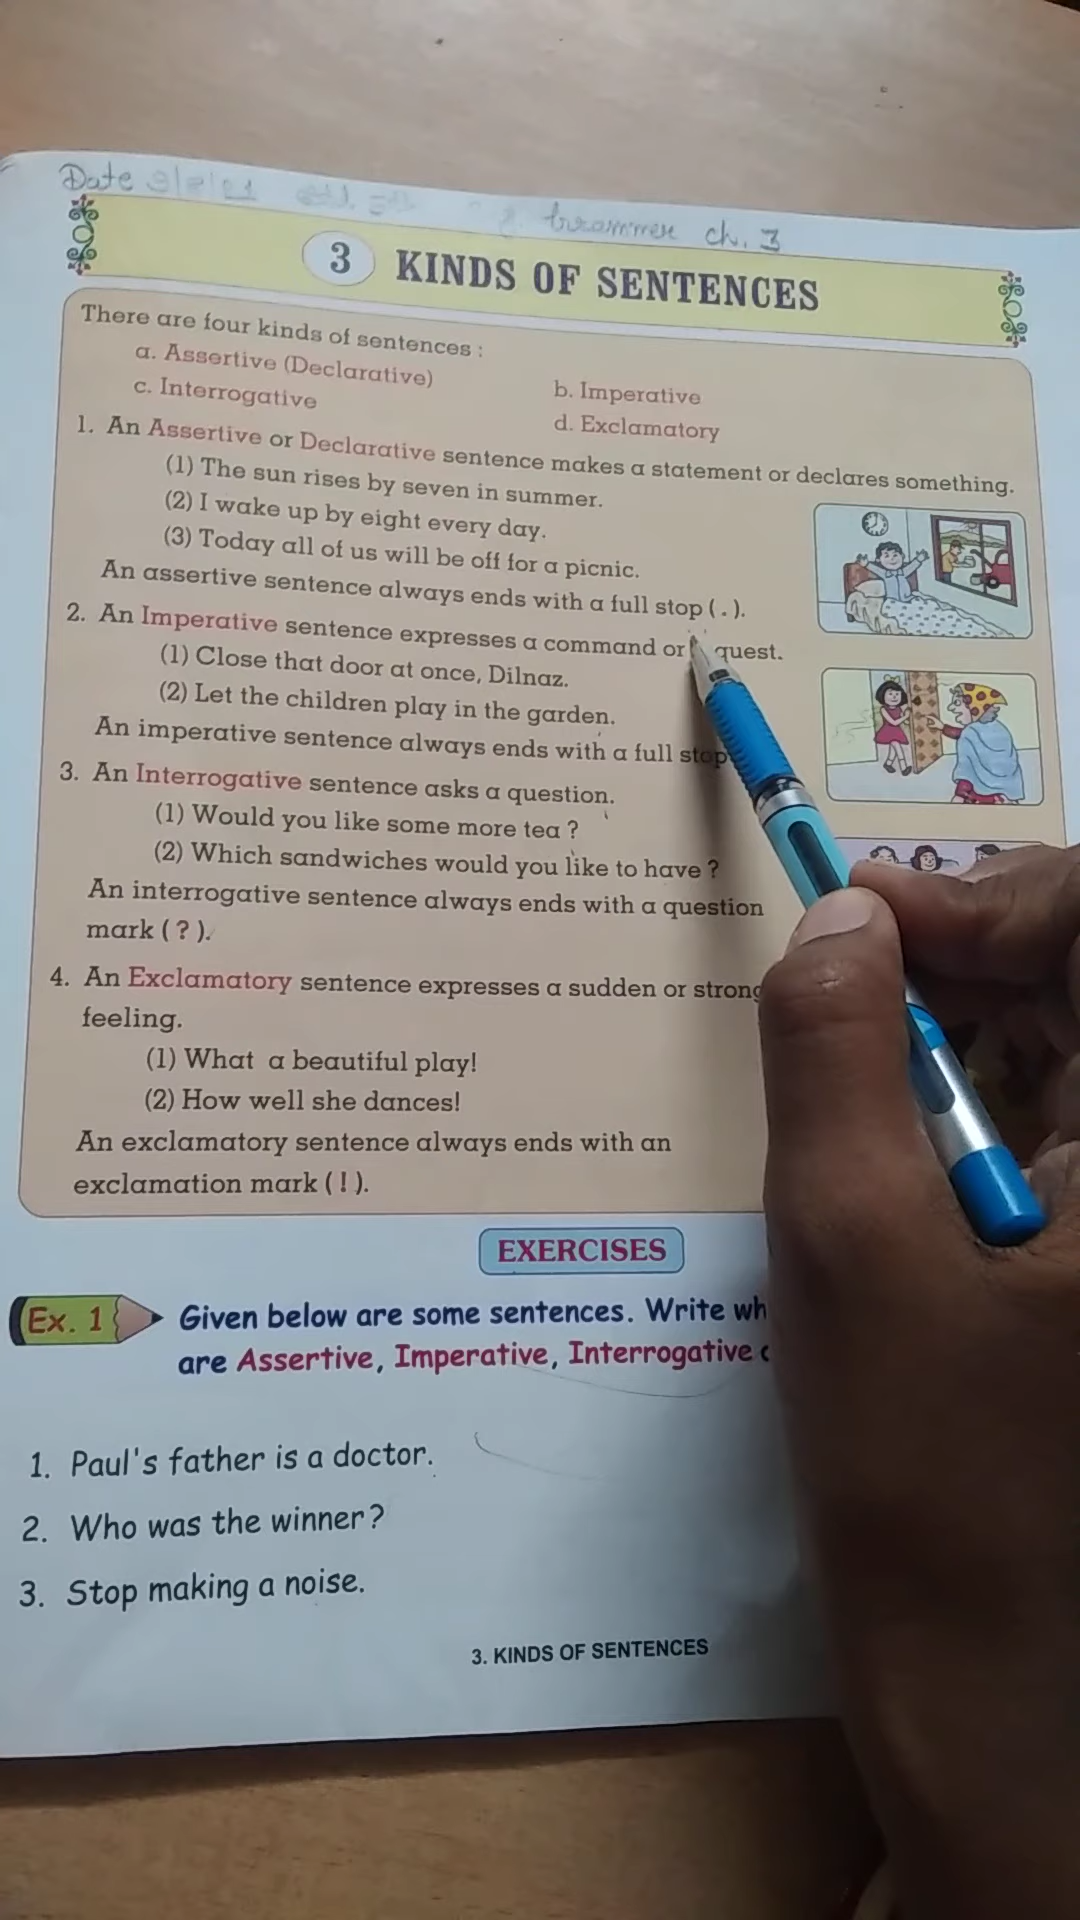 Date
Grammer ch. 3
3 KINDS OF SENTENCES
There are four kinds of sentences :
a. Assertive (Declarative)
b. Imperative
c. Interrogative
d. Exclamatory
1. An Assertive or Declarative sentence makes a statement or declares something.
(1) The sun rises by seven in summer.
(2) I wake up by eight every day.
(3) Today all of us will be off for a picnic.
An assertive sentence always ends with a full stop ( . ).
2. An Imperative sentence expresses a command or quest.
(1) Close that door at once, Dilnaz.
(2) Let the children play in the garden.
An imperative sentence always ends with a full stop
3. An Interrogative sentence asks a question.
(1) Would you like some more tea ?
(2) Which sandwiches would you like to have ?
An interrogative sentence always ends with a question
mark ( ? ).
4. An Exclamatory sentence expresses a sudden or strong
feeling.
(1) What a beautiful play!
(2) How well she dances!
An exclamatory sentence always ends with an
exclamation mark ( ! ).
EXERCISES
Ex. 1 Given below are some sentences. Write wh
are Assertive, Imperative, Interrogative
1. Paul's father is a doctor.
2. Who was the winner?
3. Stop making a noise.
3. KINDS OF SENTENCES